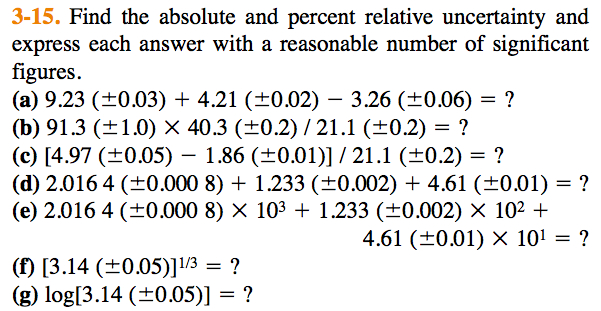 3-15. Find the absolute and percent relative uncertainty and
express each answer with a reasonable number of significant
figures.
(a) 9.23 (±0.03) + 4.21 (±0.02) − 3.26 (±0.06) = ?
(b) 91.3 (±1.0) × 40.3 (±0.2) / 21.1 (±0.2) = ?
(c) [4.97 (±0.05) − 1.86 (±0.01)] / 21.1 (±0.2) = ?
(d) 2.016 4 (±0.000 8) + 1.233 (±0.002) + 4.61 (±0.01) = ?
(e) 2.016 4 (±0.000 8) × 10³ + 1.233 (±0.002) × 10² +
4.61 (±0.01) × 10¹ = ?
(f) [3.14 (±0.05)]¹/³ = ?
(g) log[3.14 (±0.05)] = ?